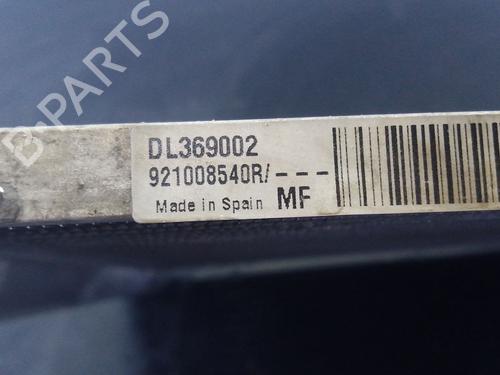 B-PARTS
DL369002
921008540R/---
Made in Spain MF